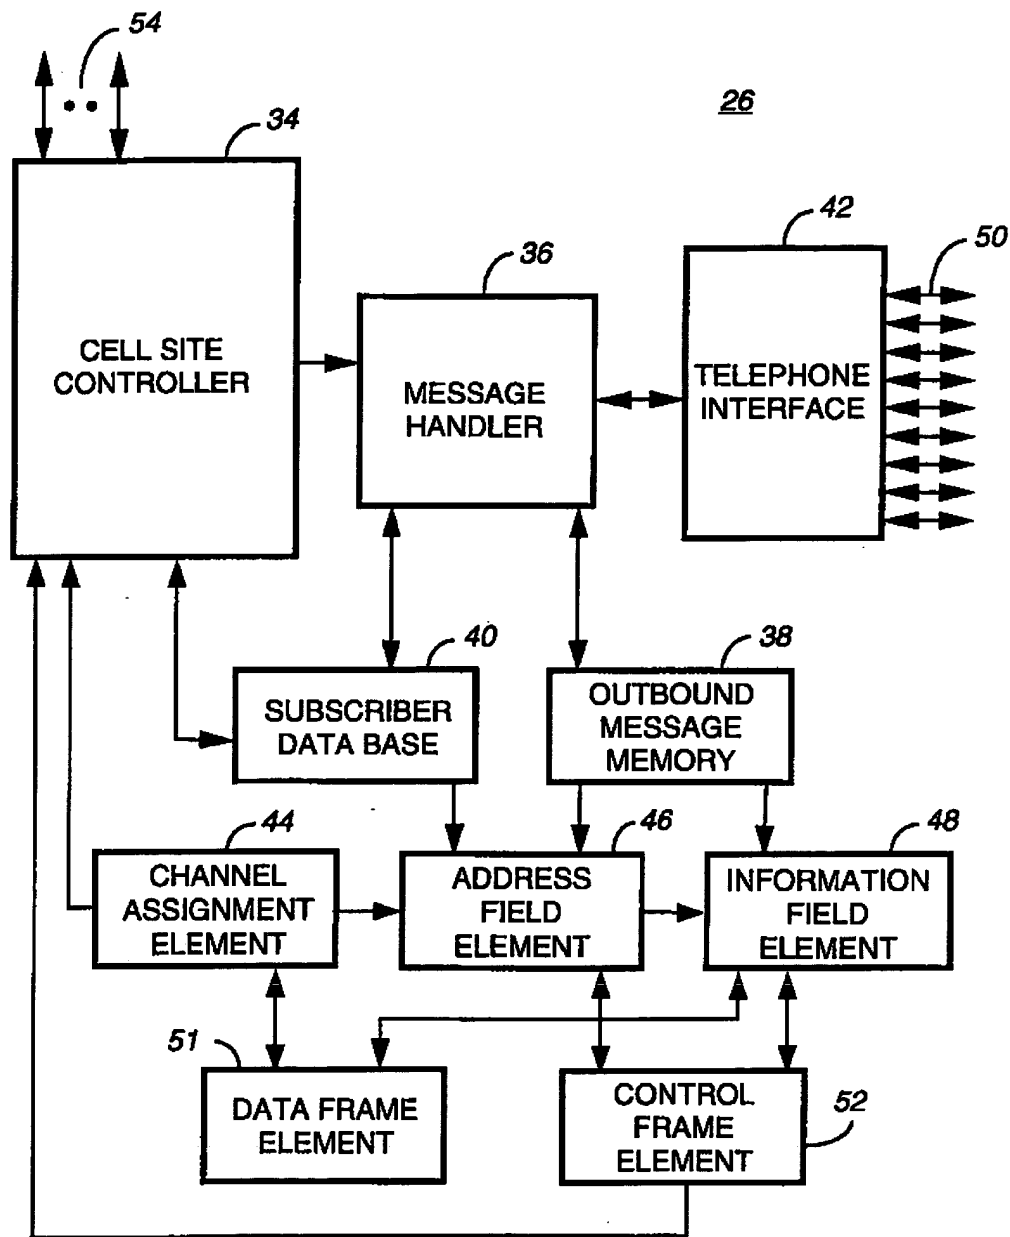 54
34
26
42
50
36
CELL SITE
CONTROLLER
MESSAGE
HANDLER
TELEPHONE
INTERFACE
40
38
SUBSCRIBER
DATA BASE
OUTBOUND
MESSAGE
MEMORY
44
46
48
CHANNEL
ASSIGNMENT
ELEMENT
ADDRESS
FIELD
ELEMENT
INFORMATION
FIELD
ELEMENT
51
DATA FRAME
ELEMENT
CONTROL
FRAME
ELEMENT
52